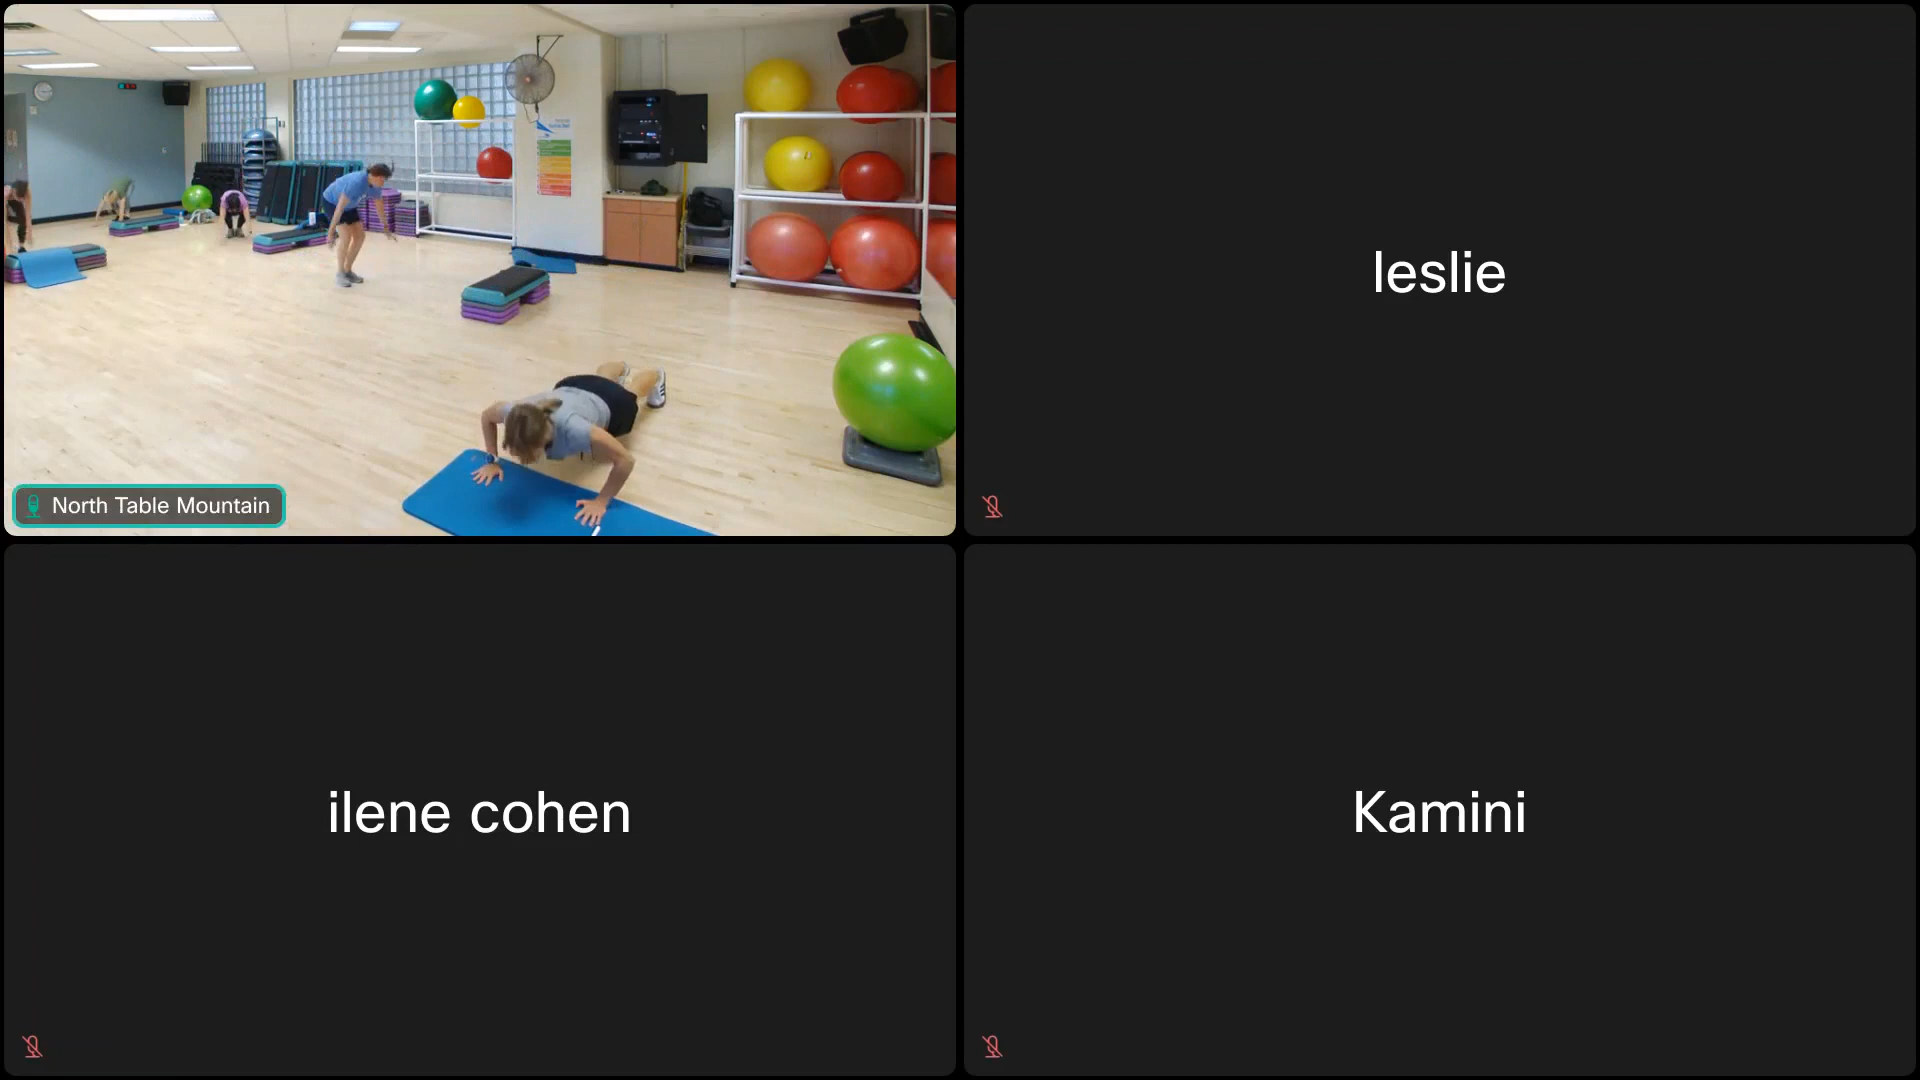 North Table Mountain
leslie
ilene cohen
Kamini